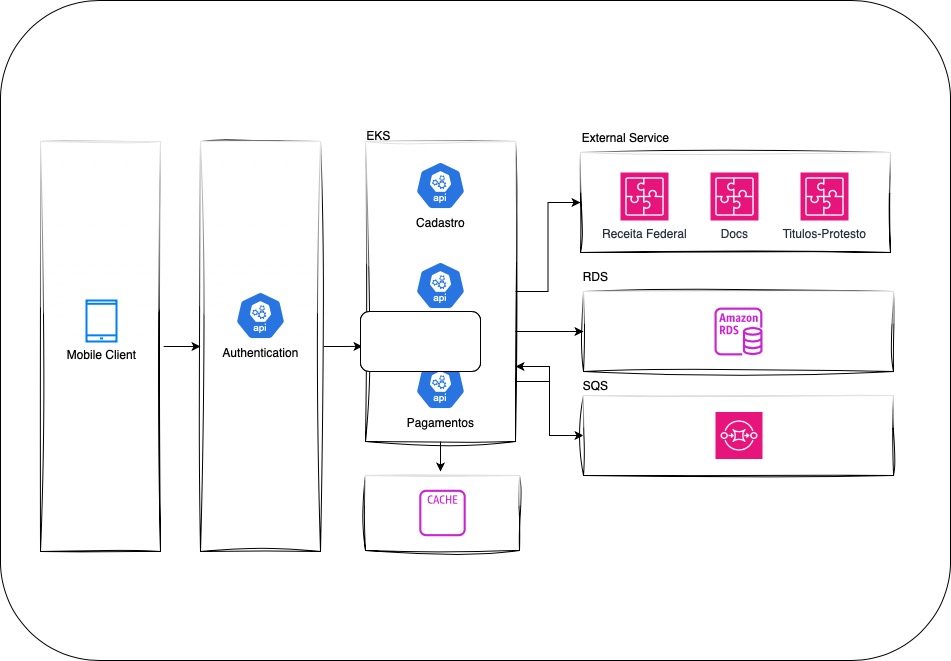 EKS
External Service
api
Cadastro
Receita Federal
Docs
Titulos-Protesto
api
RDS
api
Amazon
RDS
Mobile Client
Authentication
api
SQS
Pagamentos
CACHE